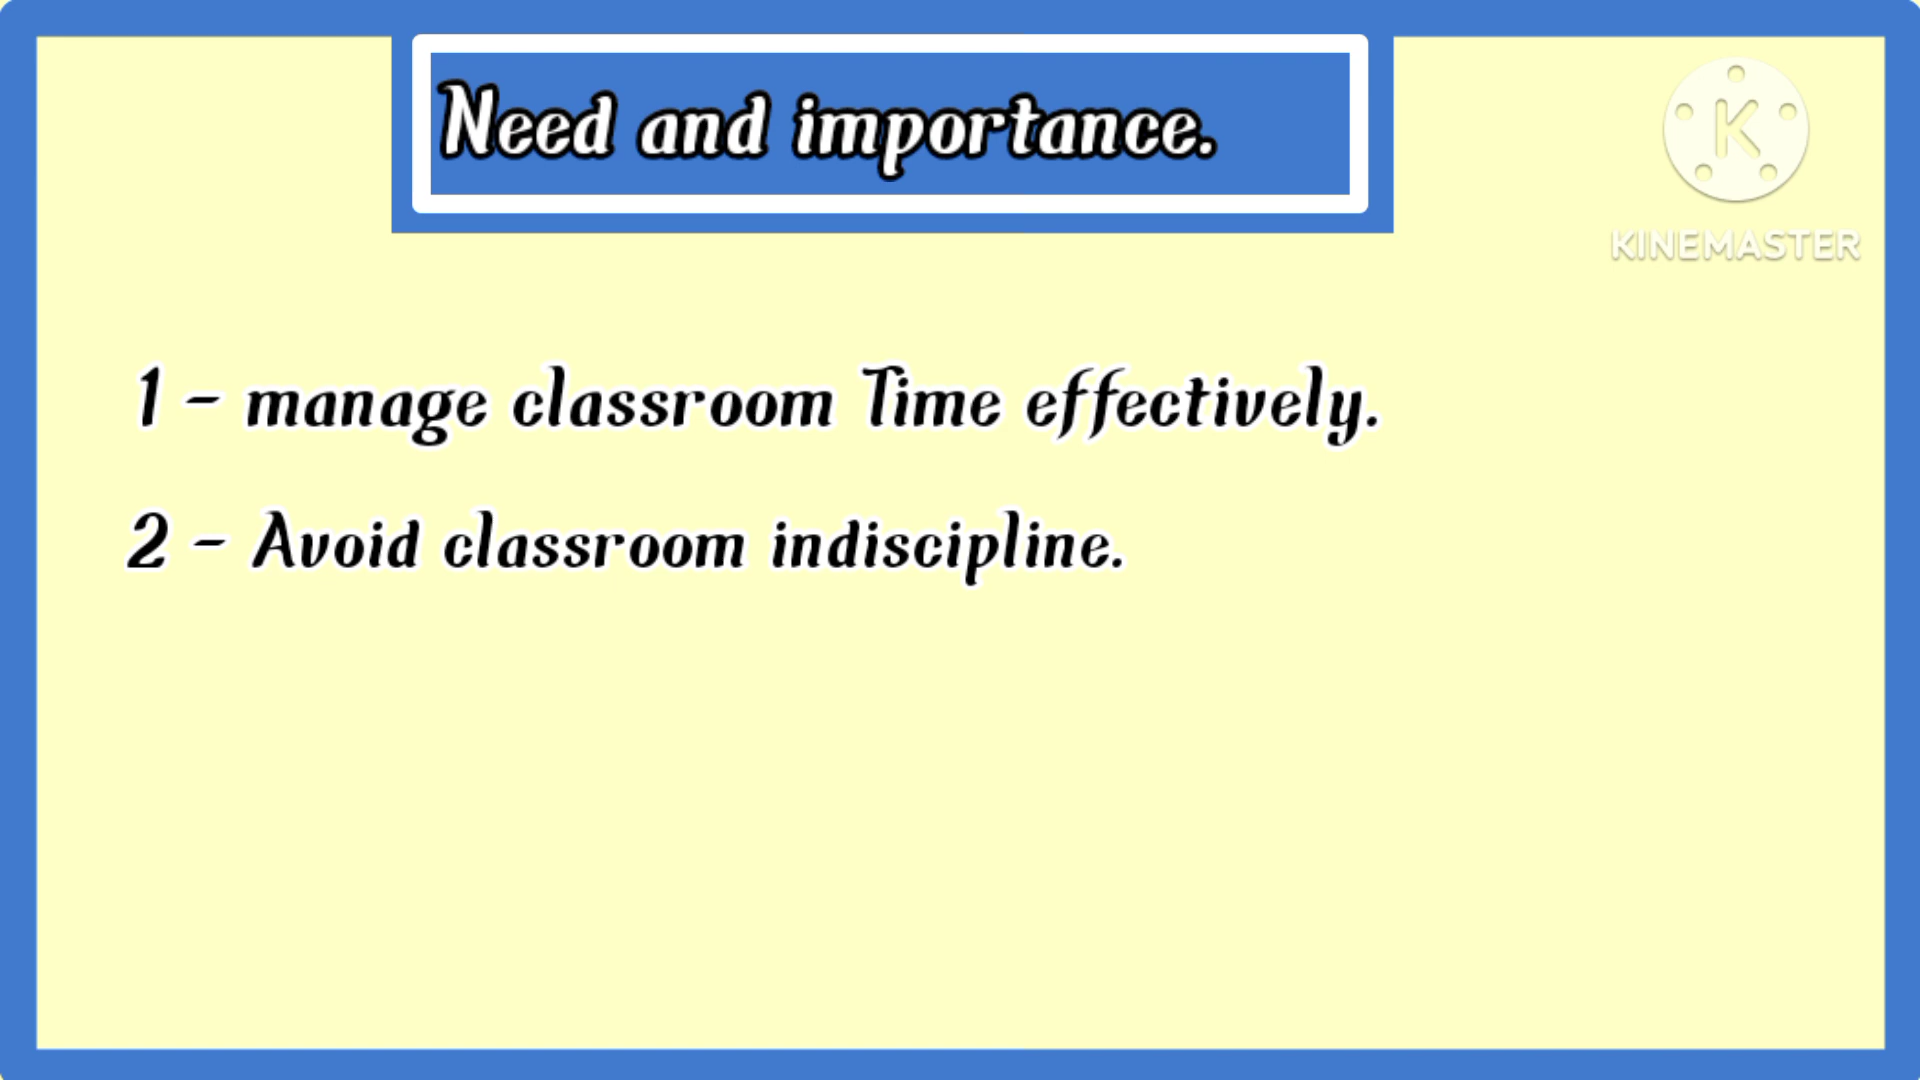 Need and importance.
K
KINEMASTER
1 - manage classroom Time effectively.
2 - Avoid classroom indiscipline.